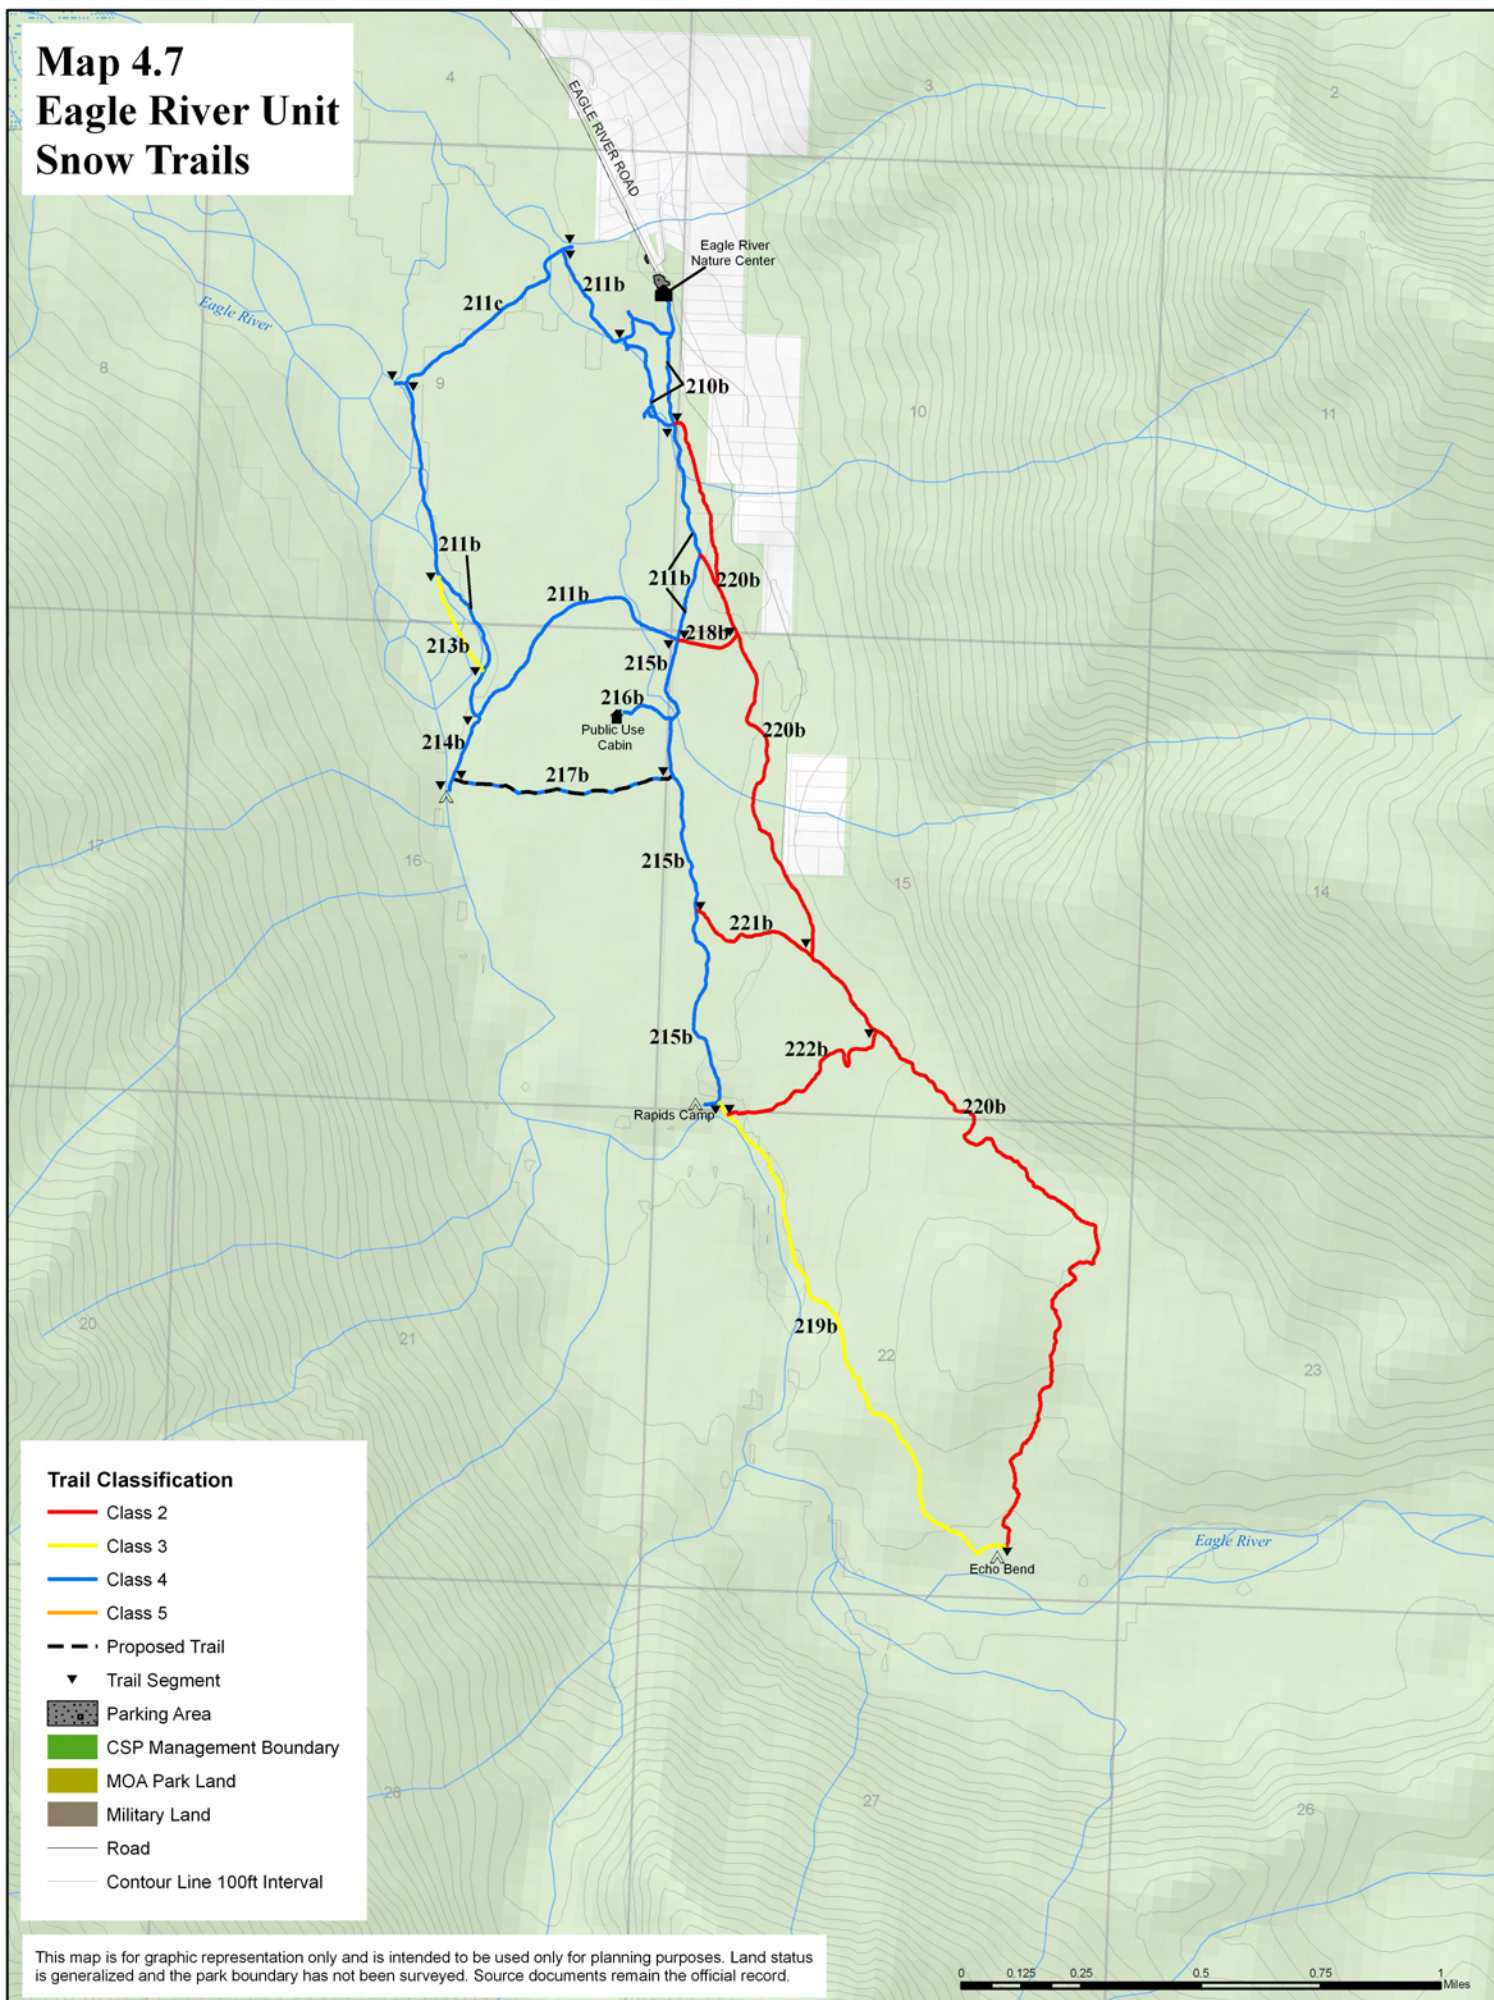 Map 4.7
Eagle River Unit
Snow Trails
4
3
2
EAGLE RIVER ROAD
Eagle River
Nature Center
211b
211c
Eagle River
8
9
210b
10
11
211b
211b
211b
220b
218b
213b
215b
216b
Public Use
Cabin
220b
214b
217b
17
16
215b
15
14
221b
215b
222b
220b
Rapids Camp
219b
20
21
22
23
Eagle River
Echo Bend
Trail Classification
Class 2
Class 3
Class 4
Class 5
Proposed Trail
Trail Segment
Parking Area
CSP Management Boundary
MOA Park Land
Military Land
Road
Contour Line 100ft Interval
28
27
26
This map is for graphic representation only and is intended to be used only for planning purposes. Land status
is generalized and the park boundary has not been surveyed. Source documents remain the official record.
0 0.125 0.25 0.5 0.75 1
Miles